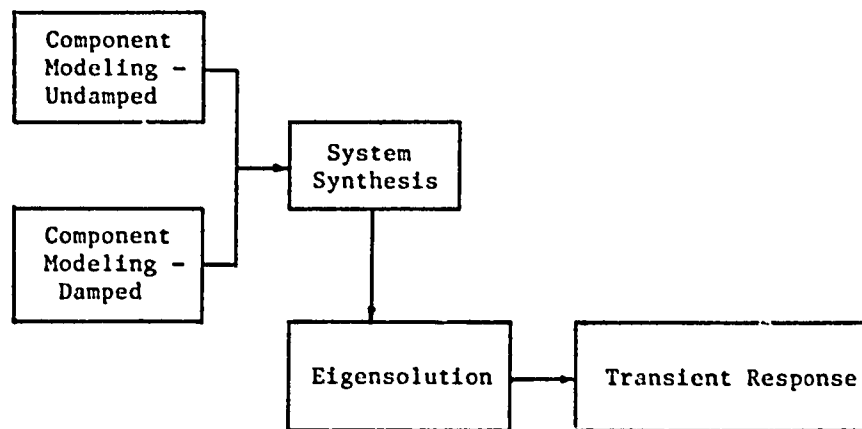 Component
Modeling -
Undamped
System
Synthesis
Component
Modeling -
Damped
Eigensolution
Transient Response